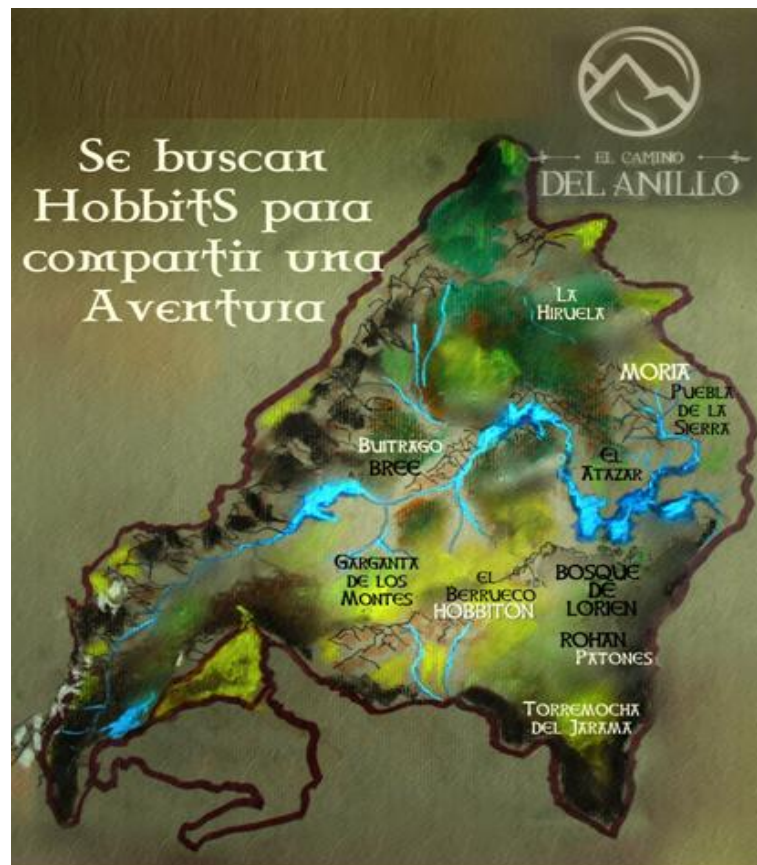 Se buscan
HobbitS para
compartir una
Aventura
EL CAMINO
DEL ANILLO
LA
HIRUELA
MORIA
PUEBLA
DE LA
SIERRA
BUITRAGO
BREE
EL
ATAZAR
GARGANTA
DE LOS
MONTES
EL
BERRUECO
HOBBITON
BOSQUE
DE
LORIEN
ROHAN
PATONES
TORREMOCHA
DEL JARAMA